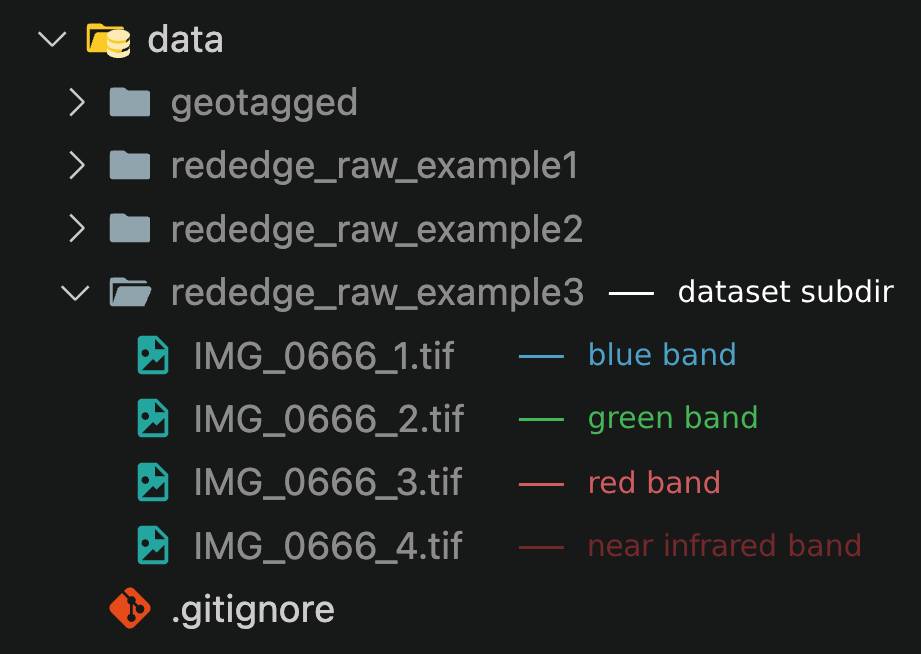 data
geotagged
rededge_raw_example1
rededge_raw_example2
rededge_raw_example3 dataset subdir
IMG_0666_1.tif blue band
IMG_0666_2.tif green band
IMG_0666_3.tif red band
IMG_0666_4.tif near infrared band
.gitignore